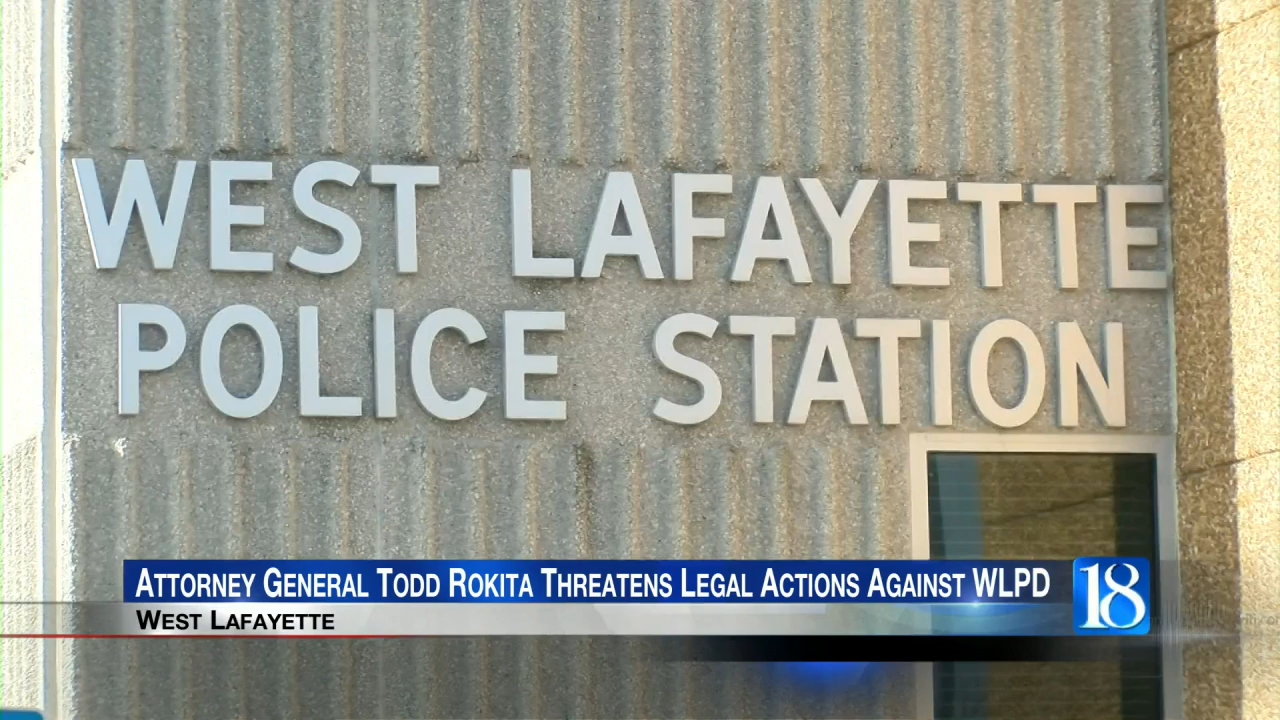 WEST LAFAYETTE
POLICE STATION
ATTORNEY GENERAL TODD ROKITA THREATENS LEGAL ACTIONS AGAINST WLPD
18
WEST LAFAYETTE